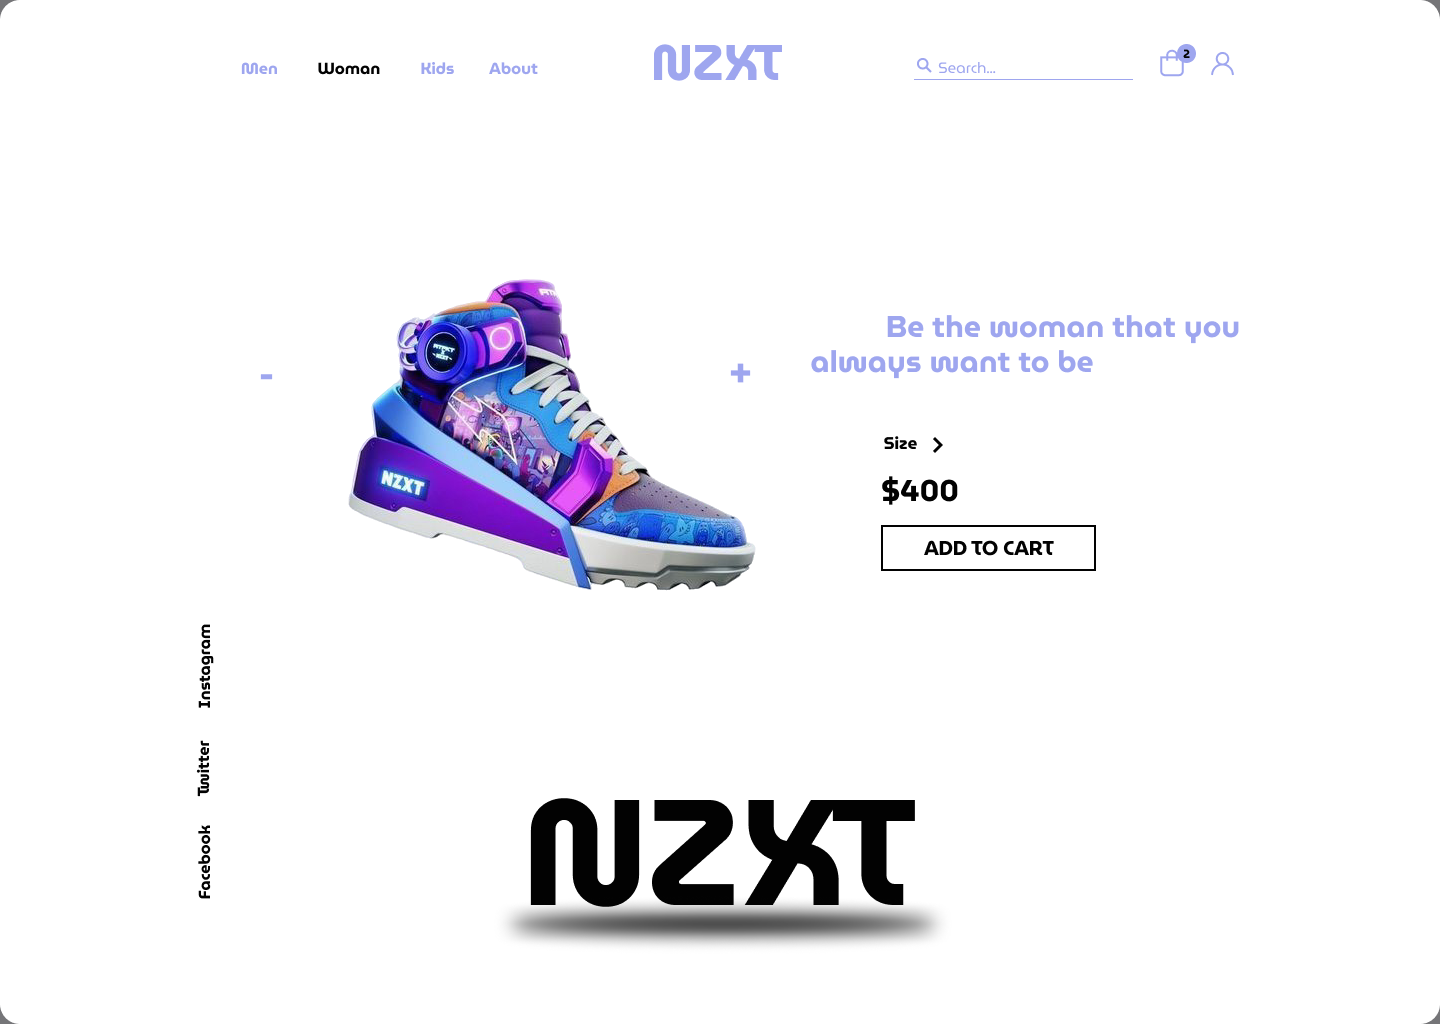 Men Woman Kids About
NZXT
Search...
2
Be the woman that you
always want to be
-
+
NZXT
Size
$400
ADD TO CART
Instagram
Twitter
Facebook
NZXT